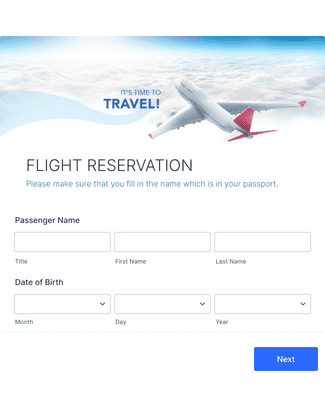 IT'S TIME TO
TRAVEL!
FLIGHT RESERVATION
Please make sure that you fill in the name which is in your passport.
Passenger Name
Title First Name Last Name
Date of Birth
Month Day Year
Next